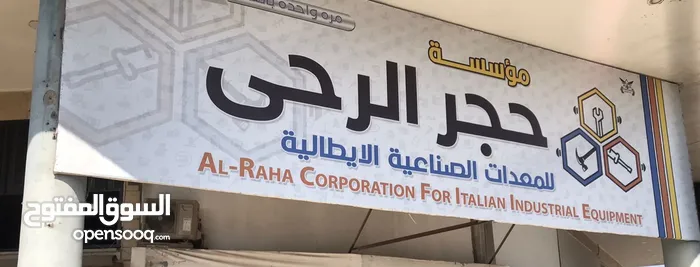 مؤسسة
حجر الرحى
للمعدات الصناعية الايطالية
AL-RAHA CORPORATION FOR ITALIAN INDUSTRIAL EQUIPMENT
السوق المفتوح
opensooq.com